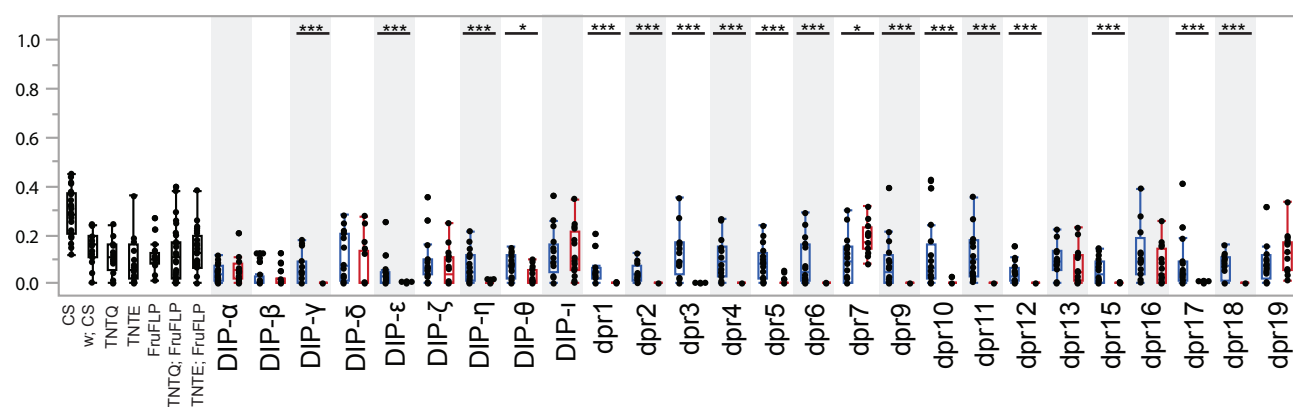 *** *** *** * *** *** *** *** *** *** * *** *** *** *** *** *** ***
1.0
0.8
0.6
0.4
0.2
0.0
CS
w; CS
TNTQ
TNTE
FruFLP
TNTQ; FruFLP
TNTE; FruFLP
DIP-α
DIP-β
DIP-γ
DIP-δ
DIP-ε
DIP-ζ
DIP-η
DIP-θ
DIP-ι
dpr1
dpr2
dpr3
dpr4
dpr5
dpr6
dpr7
dpr9
dpr10
dpr11
dpr12
dpr13
dpr15
dpr16
dpr17
dpr18
dpr19